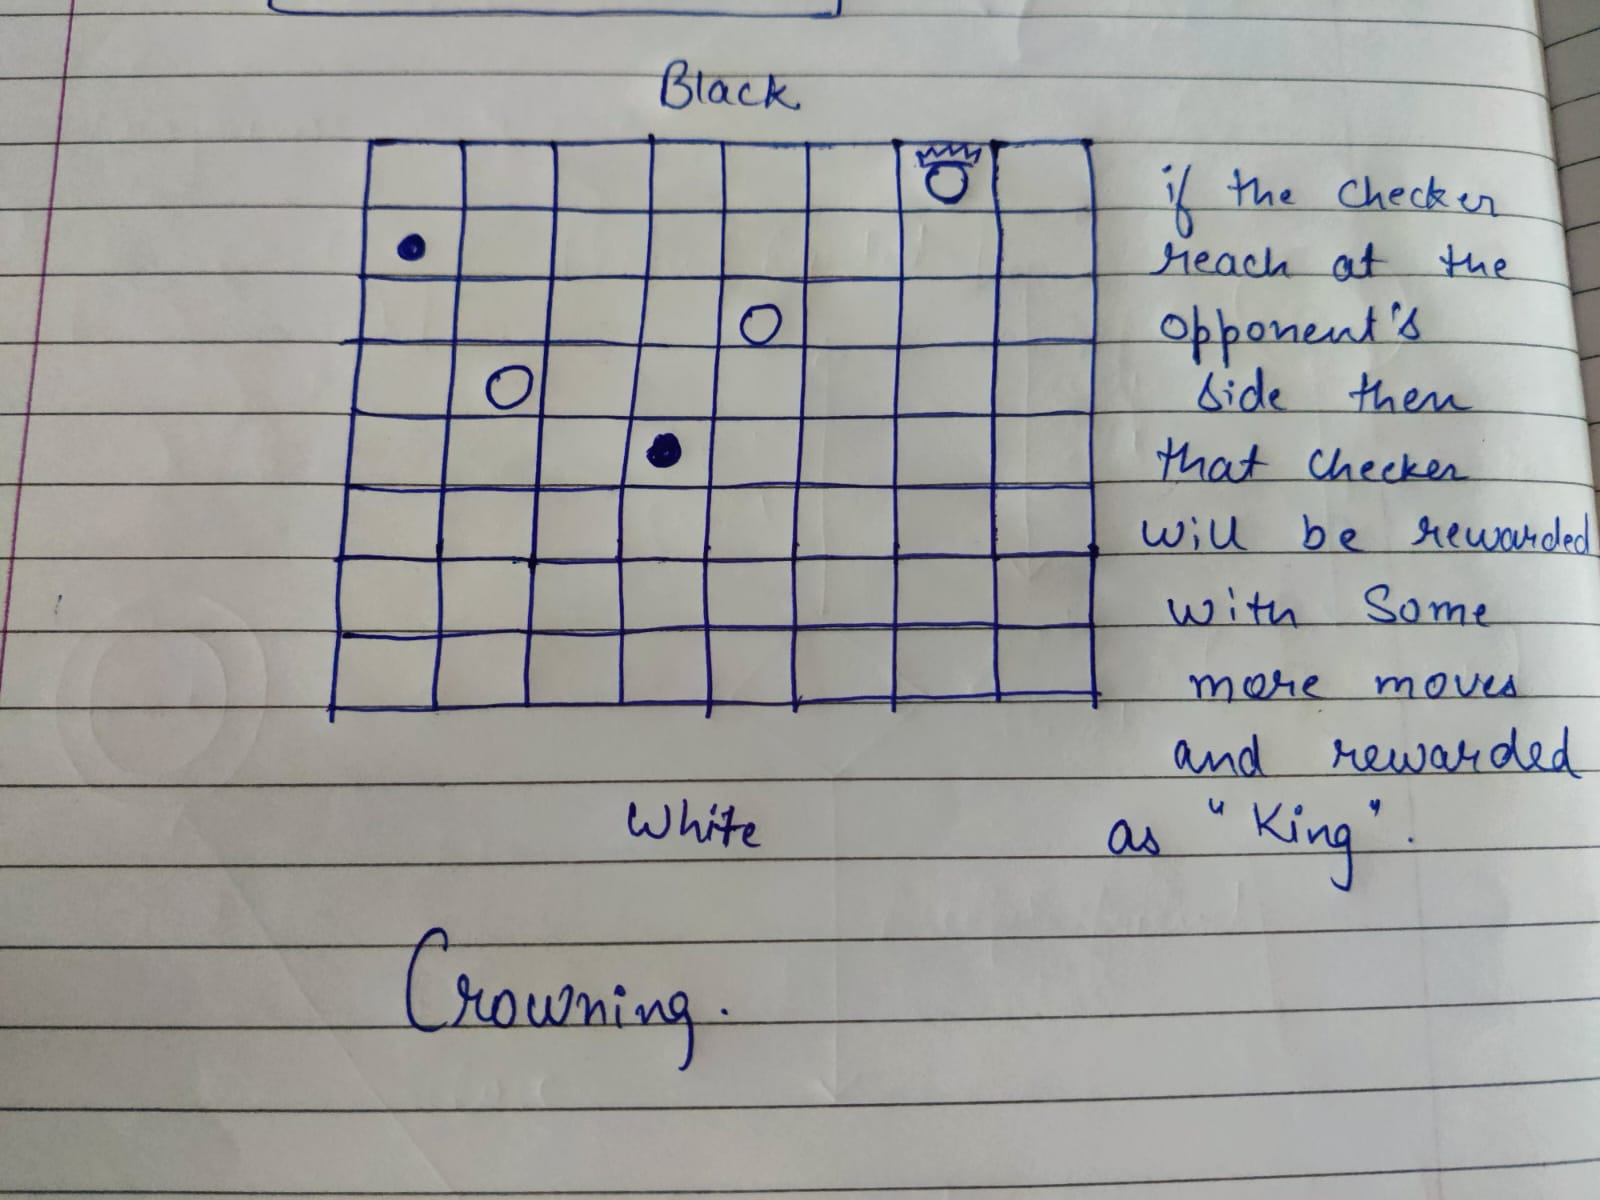 Black
if the checker
reach at the
opponent's
side then
that checker
will be rewarded
with some
more moves
and rewarded
as "King".
White
Crowning.